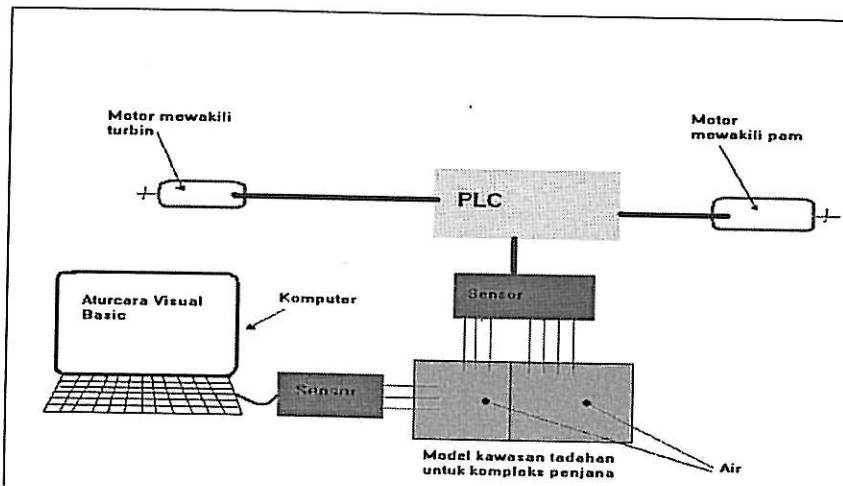 Motor mewakili
turbin
Motor
mewakili pam
PLC
Sensor
Aturcara Visual
Basic
Komputer
Sensor
Model kawasan tadahan
untuk kompleks penjana
Air